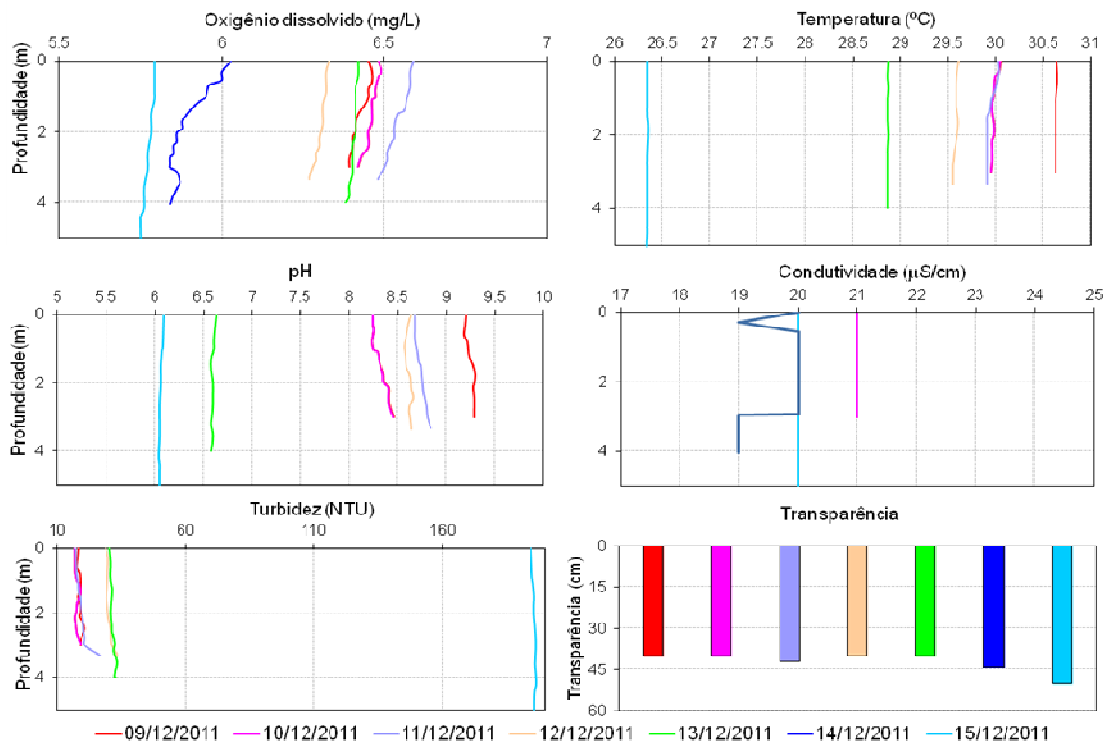 Oxigênio dissolvido (mg/L)
5.5 6 6.5 7
Profundidade (m)
0
2
4
Temperatura (ºC)
26 26.5 27 27.5 28 28.5 29 29.5 30 30.5 31
0
2
4
pH
5 5.5 6 6.5 7 7.5 8 8.5 9 9.5 10
Profundidade (m)
0
2
4
Condutividade (µS/cm)
17 18 19 20 21 22 23 24 25
0
2
4
Turbidez (NTU)
10 60 110 160
Profundidade (m)
0
2
4
Transparência
Transparência (cm)
0
15
30
45
60
09/12/2011 10/12/2011 11/12/2011 12/12/2011 13/12/2011 14/12/2011 15/12/2011